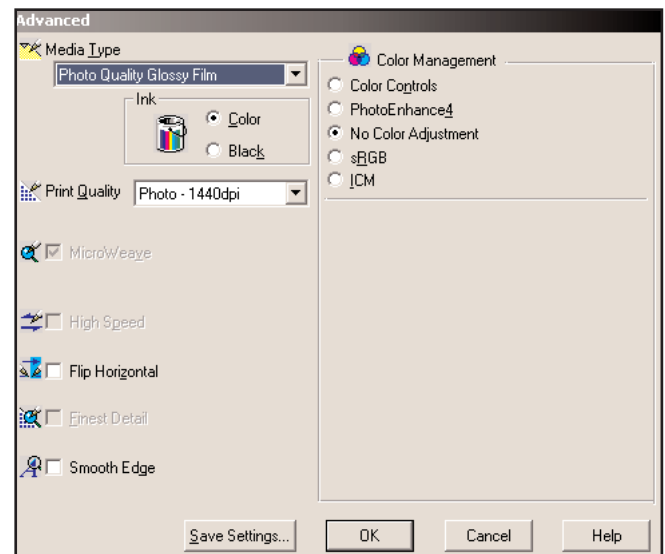 Advanced
Media Type
Photo Quality Glossy Film
Ink
Color
Black
Print Quality
Photo - 1440dpi
MicroWeave
High Speed
Flip Horizontal
Finest Detail
Smooth Edge
Color Management
Color Controls
PhotoEnhance4
No Color Adjustment
sRGB
ICM
Save Settings...
OK
Cancel
Help